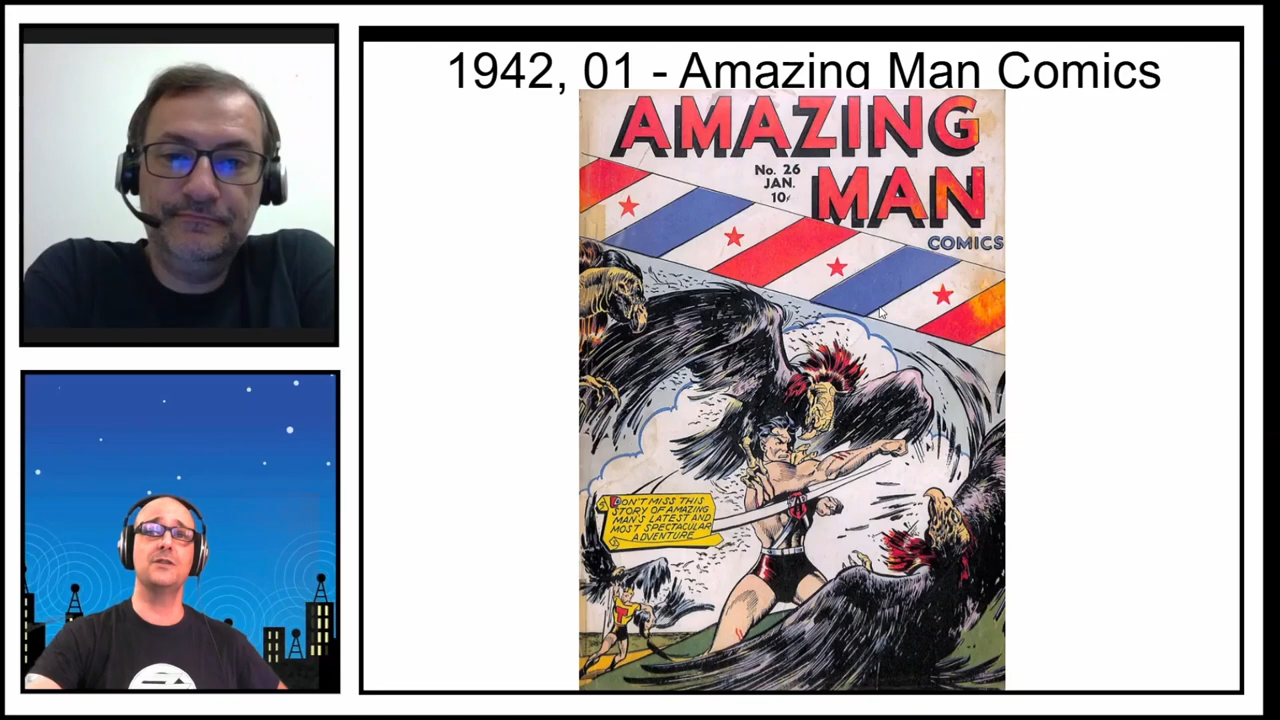 1942, 01 - Amazing Man Comics
AMAZING
No. 26
JAN.
10¢
MAN
COMICS
DON'T MISS THIS
STORY OF AMAZING
MAN'S LATEST AND
MOST SPECTACULAR
ADVENTURE
T